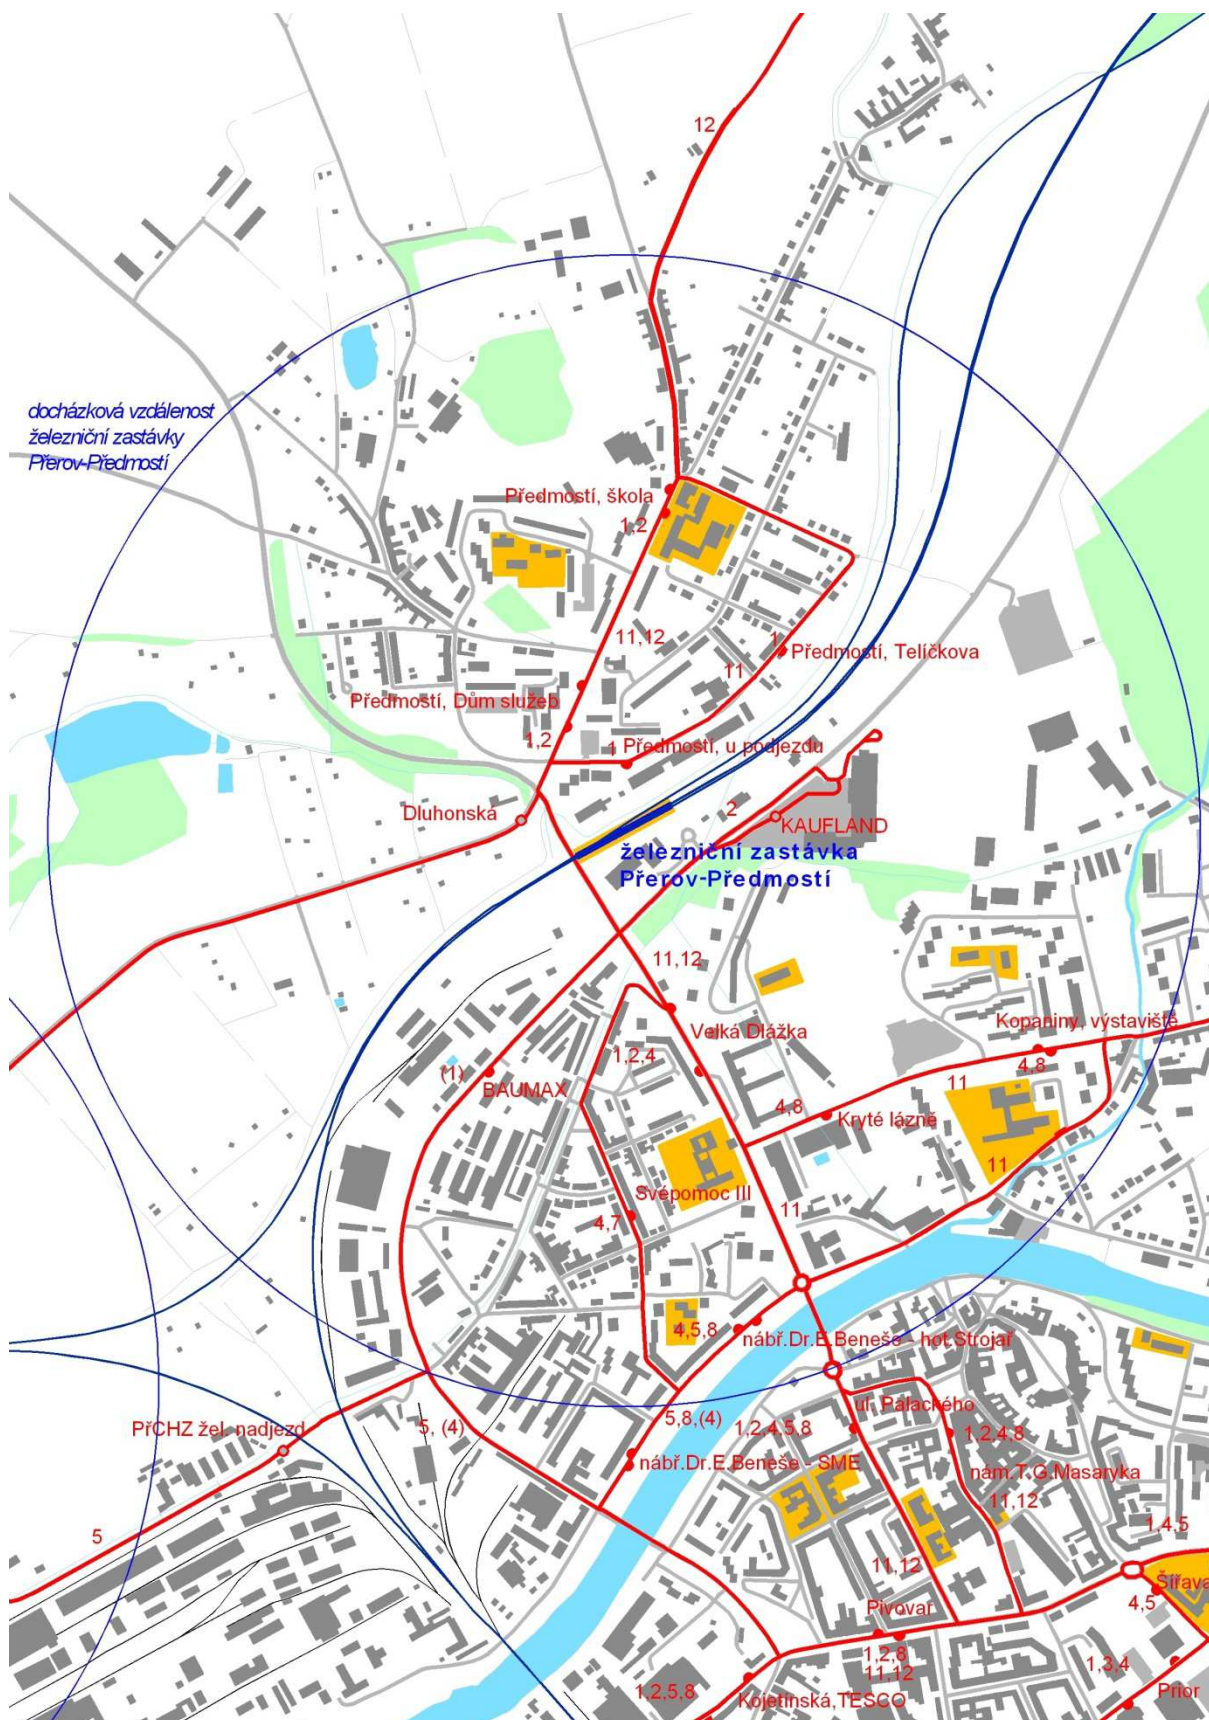 12
docházková vzdálenost
železniční zastávky
Přerov-Předmostí
Předmostí, škola
1,2
11,12
1
Předmostí, Telíčkova
11
Předmostí, Dům služeb
1,2
1
Předmostí, u podjezdu
Dluhonská
2
KAUFLAND
železniční zastávka
Přerov-Předmostí
11,12
Velká Dlážka
Kopaniny, výstaviště
1,2,4
4,8
(1)
BAUMAX
11
4,8
Kryté lázně
11
Svépomoc III
4,7
11
4,5,8
nábř.Dr.E.Beneše - hot.Strojař
ul. Palackého
PřCHZ žel. nadjezd
5, (4)
5,8,(4)
1,2,4,5,8
1,2,4,8
nábř.Dr.E.Beneše - SME
nám.T.G.Masaryka
11,12
5
1,4,5
11,12
Šířava
4,5
Pivovar
1,2,8
11,12
1,3,4
1,2,5,8
Kojetínská,TESCO
Prior